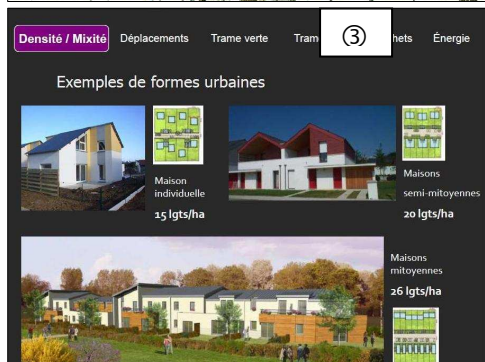 Densité / Mixité Déplacements Trame verte Tram ③ hets Énergie
Exemples de formes urbaines
Maison
individuelle
15 lgts/ha
Maisons
semi-mitoyennes
20 lgts/ha
Maisons
mitoyennes
26 lgts/ha